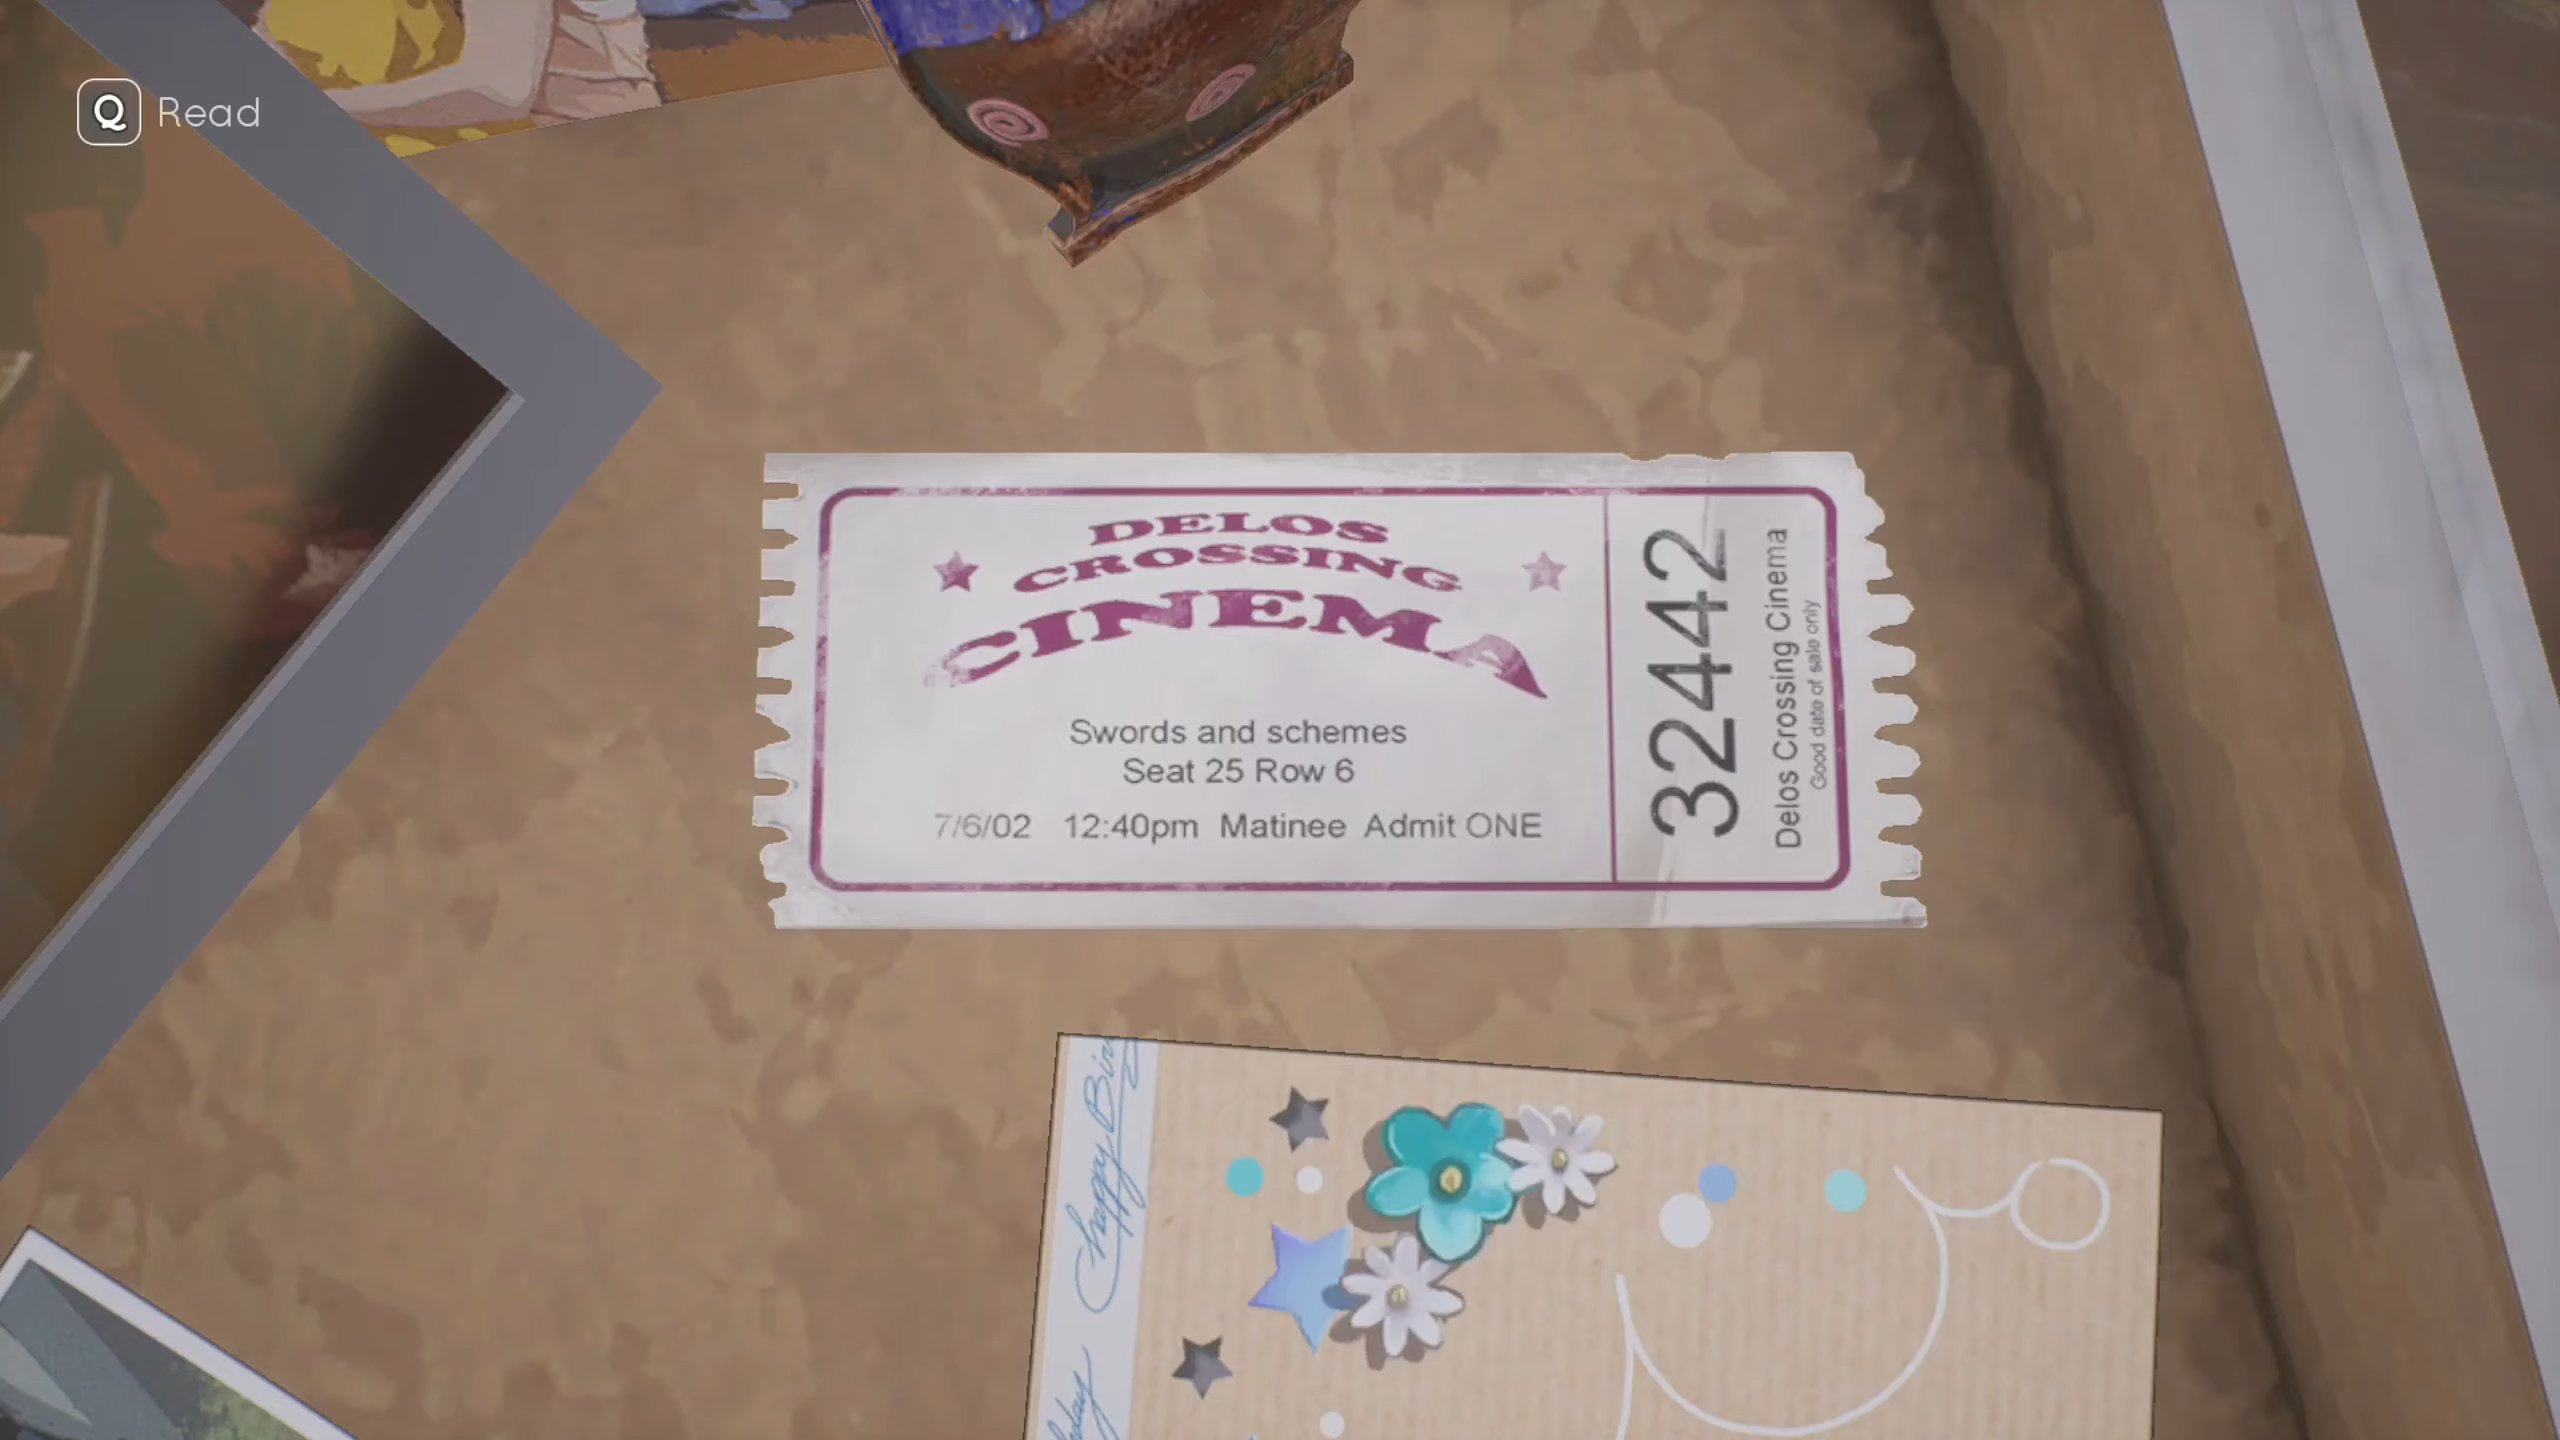 Q Read
DELOS
CROSSING
CINEMA
Swords and schemes
Seat 25 Row 6
7/6/02 12:40pm Matinee Admit ONE
32442
Delos Crossing Cinema
Good date of sale only
Happy